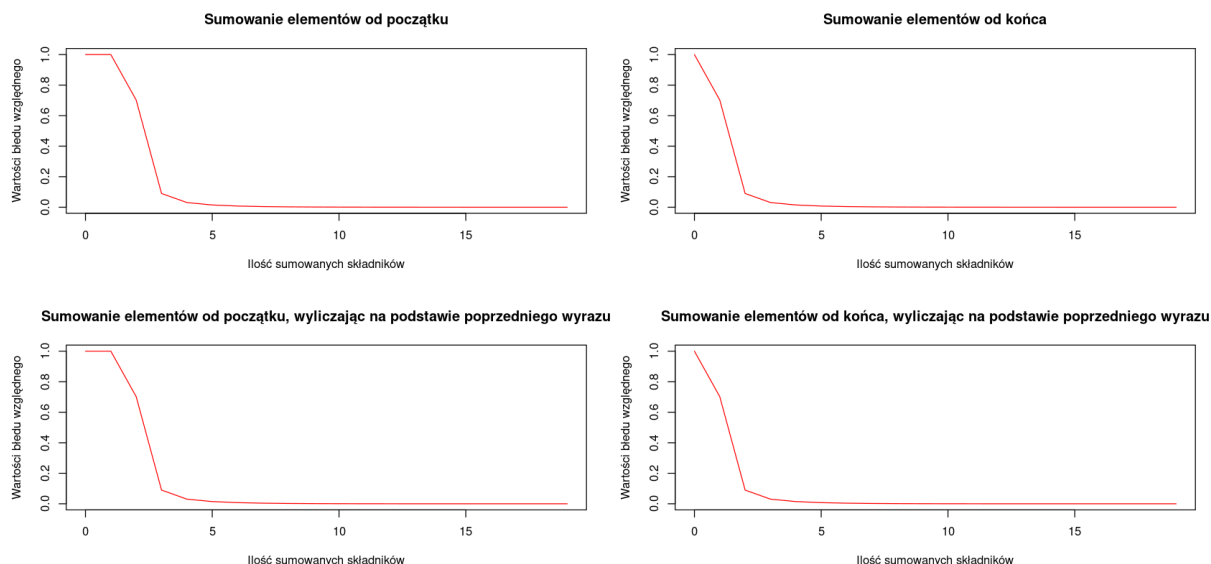 Sumowanie elementów od początku
Wartości błedu względnego
0.0 0.2 0.4 0.6 0.8 1.0
0 5 10 15
Ilość sumowanych składników
Sumowanie elementów od końca
Wartości błedu względnego
0.0 0.2 0.4 0.6 0.8 1.0
0 5 10 15
Ilość sumowanych składników
Sumowanie elementów od początku, wyliczając na podstawie poprzedniego wyrazu
Wartości błedu względnego
0.0 0.2 0.4 0.6 0.8 1.0
0 5 10 15
Ilość sumowanych składników
Sumowanie elementów od końca, wyliczając na podstawie poprzedniego wyrazu
Wartości błedu względnego
0.0 0.2 0.4 0.6 0.8 1.0
0 5 10 15
Ilość sumowanych składników